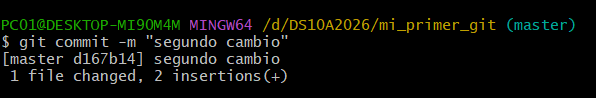 PC01@DESKTOP-MI90M4M MINGW64 /d/DS10A2026/mi_primer_git (master)
$ git commit -m "segundo cambio"
[master d167b14] segundo cambio
 1 file changed, 2 insertions(+)